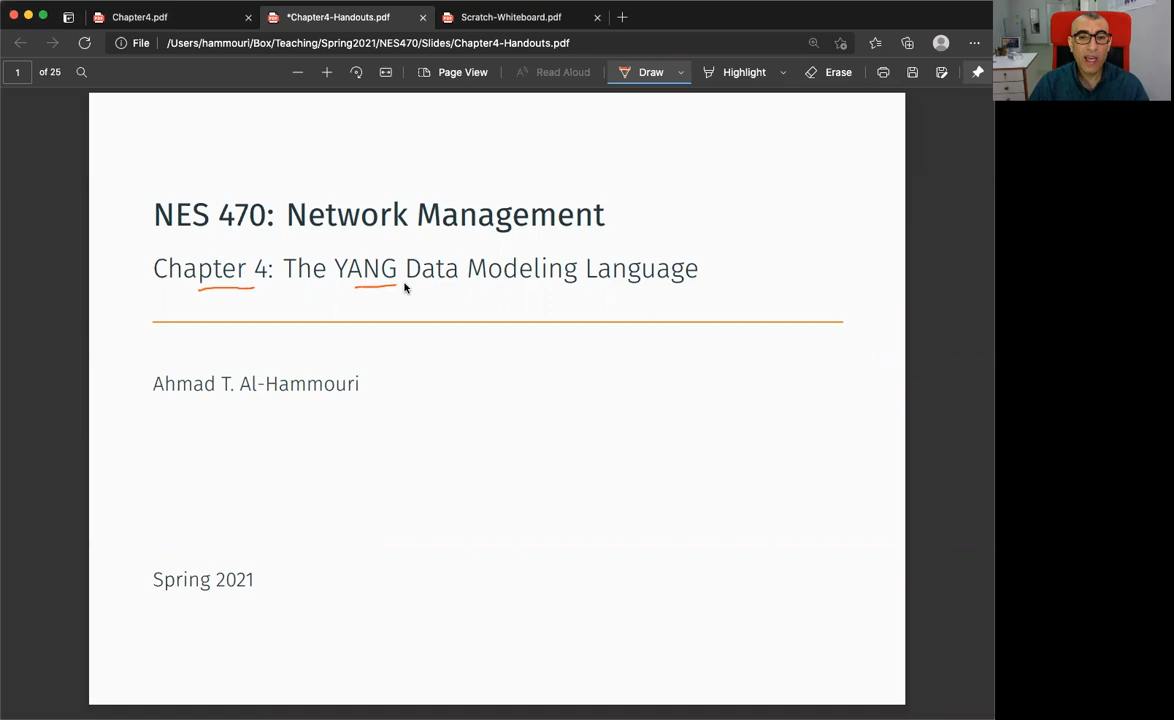 Chapter4.pdf
*Chapter4-Handouts.pdf
Scratch-Whiteboard.pdf
File
/Users/hammouri/Box/Teaching/Spring2021/NES470/Slides/Chapter4-Handouts.pdf
1 of 25
Page View
Read Aloud
Draw
Highlight
Erase
NES 470: Network Management
Chapter 4: The YANG Data Modeling Language
Ahmad T. Al-Hammouri
Spring 2021